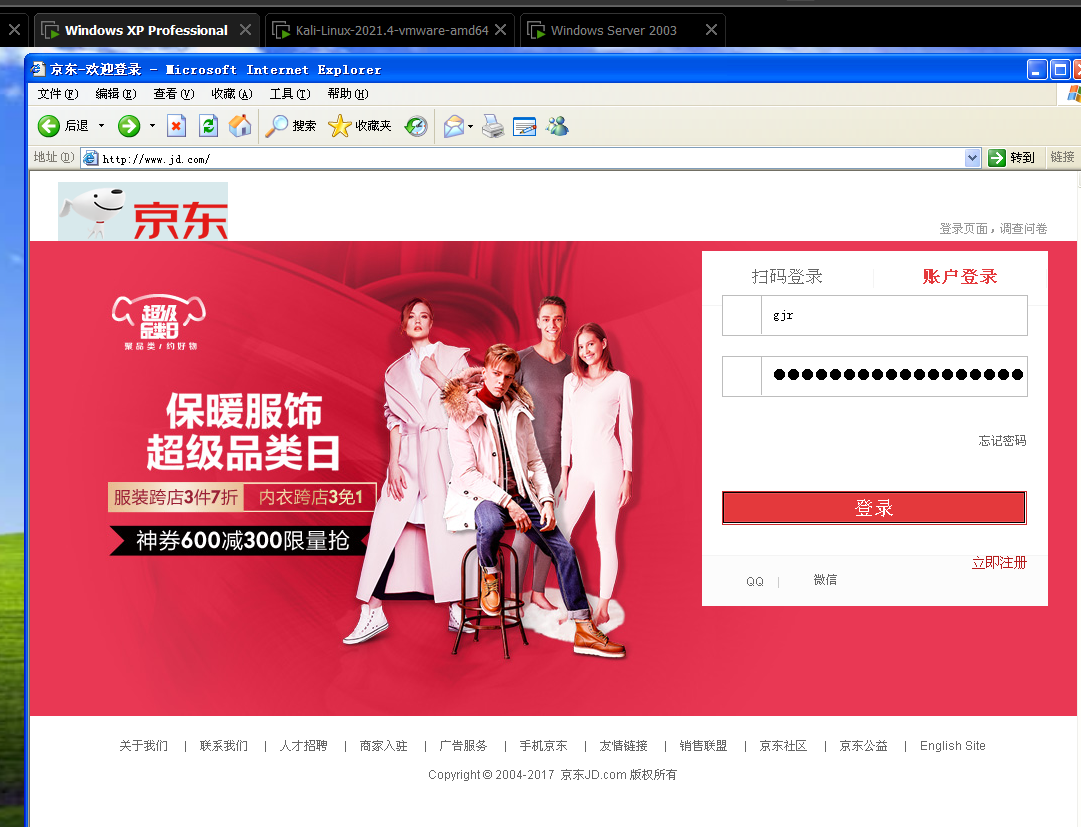 Windows XP Professional
Kali-Linux-2021.4-vmware-amd64
Windows Server 2003
京东-欢迎登录 - Microsoft Internet Explorer
文件(F) 编辑(E) 查看(V) 收藏(A) 工具(T) 帮助(H)
后退 搜索 收藏夹
地址(D) http://www.jd.com/ 转到 链接
京东
登录页面,调查问卷
扫码登录 账户登录
gjr
●●●●●●●●●●●●●●●●●●
忘记密码
登录
立即注册
QQ | 微信
超级
品类日
聚品类/约好物
保暖服饰
超级品类日
服装跨店3件7折 内衣跨店3免1
神券600减300限量抢
关于我们 | 联系我们 | 人才招聘 | 商家入驻 | 广告服务 | 手机京东 | 友情链接 | 销售联盟 | 京东社区 | 京东公益 | English Site
Copyright © 2004-2017 京东JD.com 版权所有